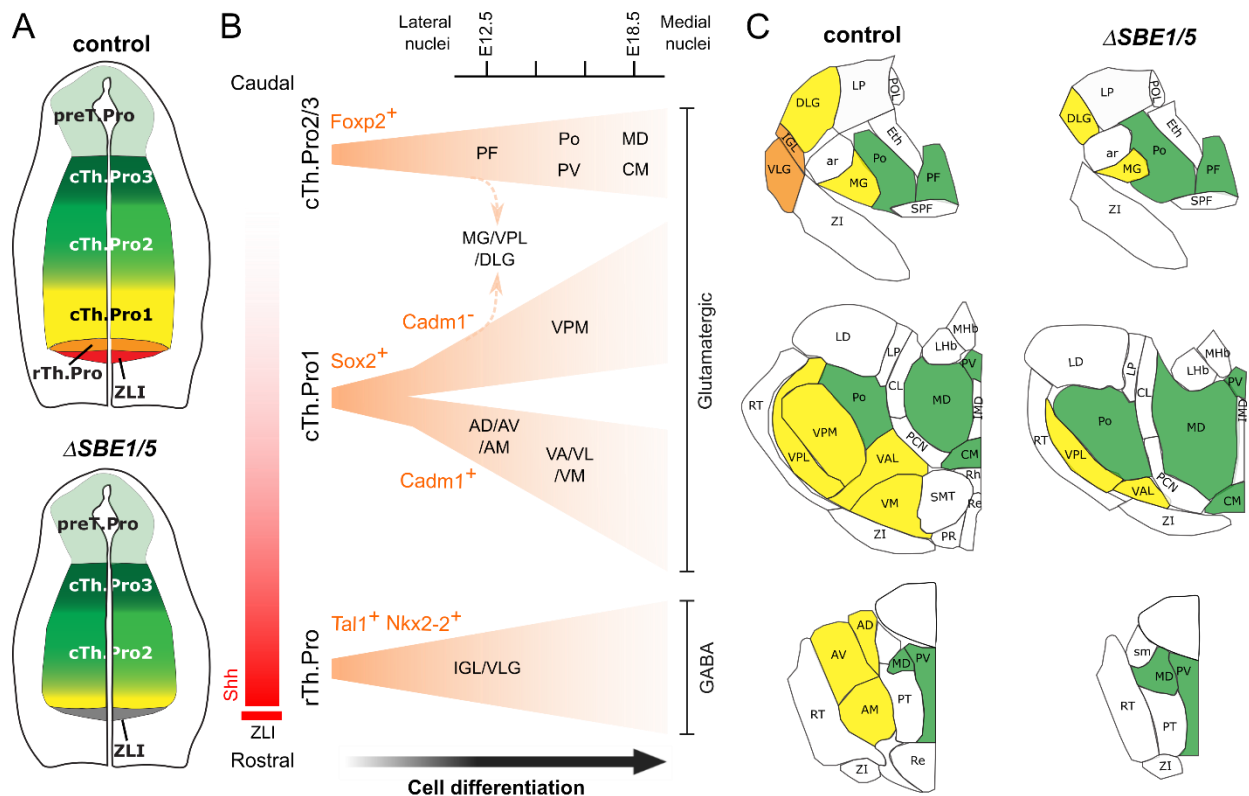 A
control
preT.Pro
cTh.Pro3
cTh.Pro2
cTh.Pro1
rTh.Pro
ZLI
ΔSBE1/5
preT.Pro
cTh.Pro3
cTh.Pro2
ZLI
B
Lateral nuclei
E12.5
E18.5
Medial nuclei
Caudal
cTh.Pro2/3
Foxp2+
PF
Po
PV
MD
CM
MG/VPL
/DLG
Cadm1-
Sox2+
cTh.Pro1
VPM
AD/AV
/AM
VA/VL
/VM
Cadm1+
Glutamatergic
rTh.Pro
Tal1+ Nkx2-2+
IGL/VLG
GABA
Shh
ZLI
Rostral
Cell differentiation
C
control
DLG
LP
POL
IGL
VLG
ar
Eth
Po
MG
PF
SPF
ZI
LD
LP
CL
LHb
MHb
PV
RT
Po
MD
IMD
VPM
VPL
VAL
PCN
CM
Rh
VM
SMT
Re
ZI
PR
AD
AV
MD
PV
RT
AM
PT
ZI
Re
ΔSBE1/5
LP
POL
DLG
ar
Eth
Po
MG
PF
SPF
ZI
LD
LP
CL
LHb
MHb
PV
IMD
RT
Po
MD
VPL
VAL
PCN
CM
ZI
sm
MD
PV
RT
PT
ZI